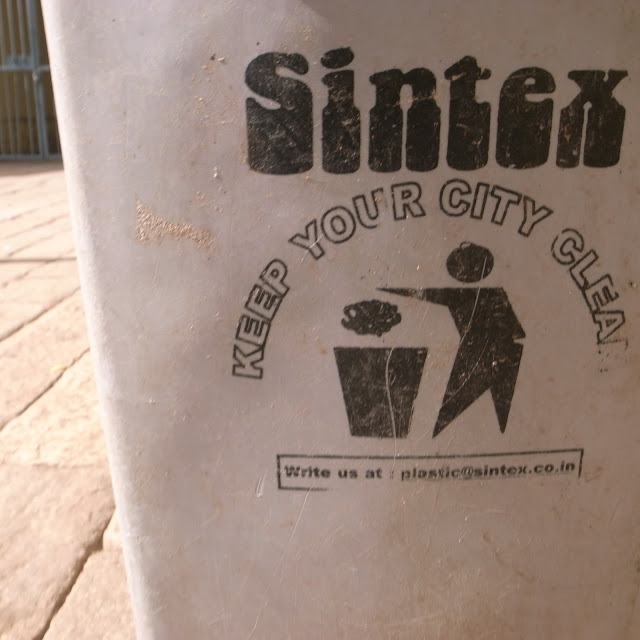 Sintex
KEEP YOUR CITY CLEA
Write us at : plastic@sintex.co.in